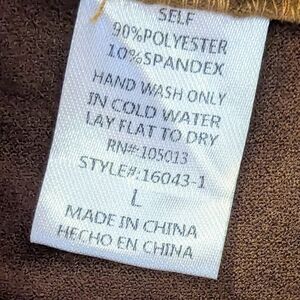 SELF
90%POLYESTER
10%SPANDEX
HAND WASH ONLY
IN COLD WATER
LAY FLAT TO DRY
RN#:105013
STYLE#:16043-1
L
MADE IN CHINA
HECHO EN CHINA